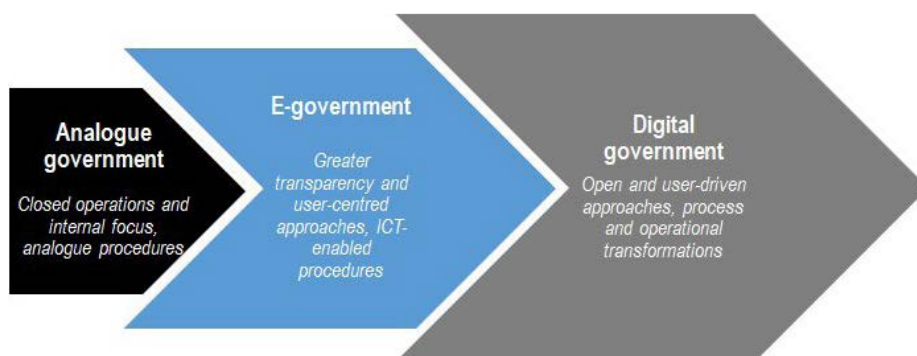 Analogue
government
Closed operations and
internal focus,
analogue procedures
E-government
Greater
transparency and
user-centred
approaches, ICT-
enabled
procedures
Digital
government
Open and user-driven
approaches, process
and operational
transformations